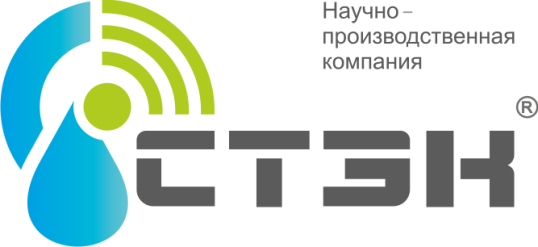 Научно –
производственная
компания
®
СТЭК